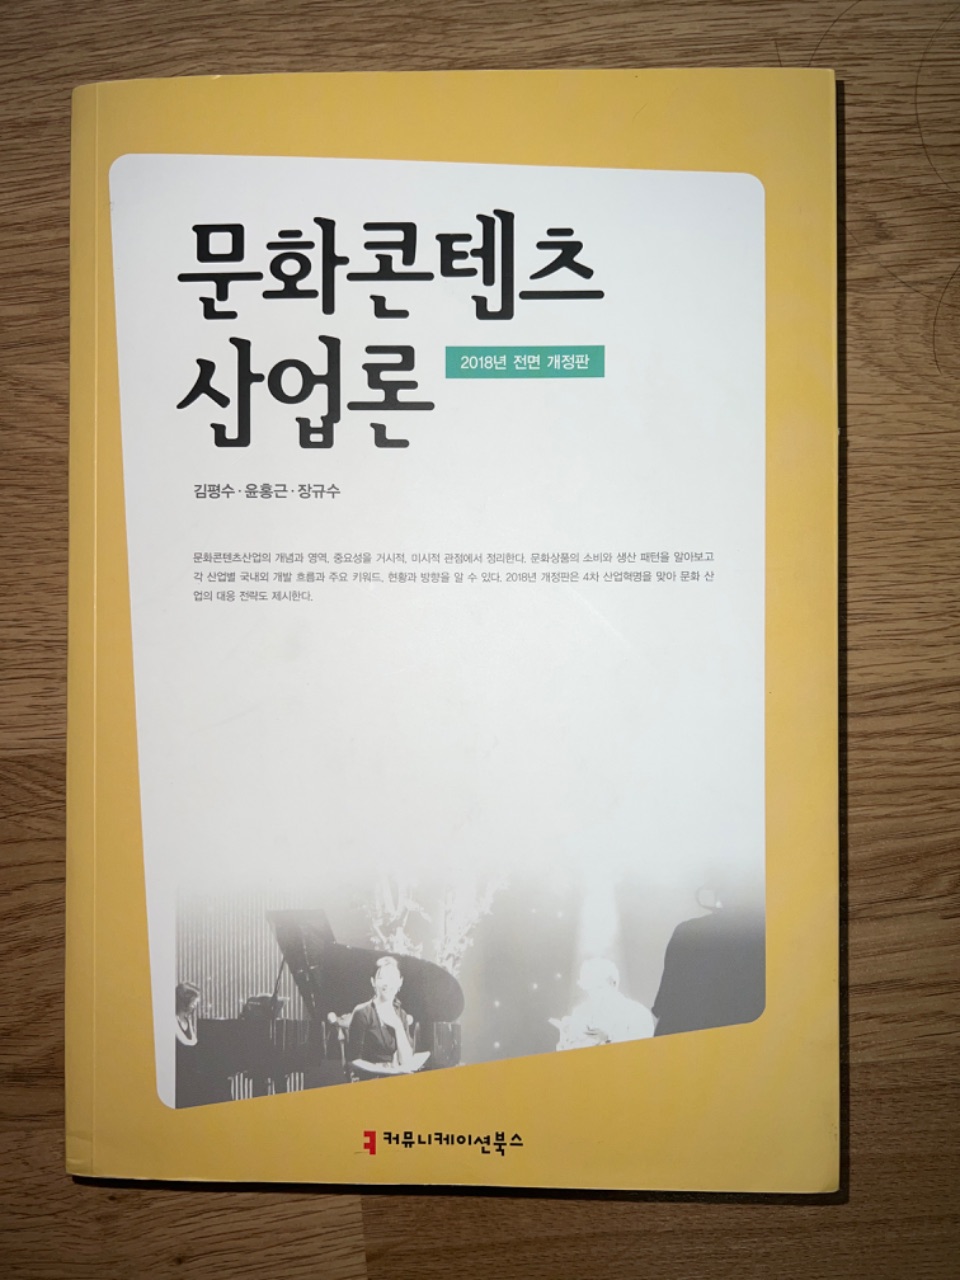 문화콘텐츠
산업론
2018년 전면 개정판
김평수 · 윤홍근 · 장규수
문화콘텐츠산업의 개념과 영역, 중요성을 거시적, 미시적 관점에서 정리한다. 문화상품의 소비와 생산 패턴을 알아보고
각 산업별 국내외 개발 흐름과 주요 키워드, 현황과 방향을 알 수 있다. 2018년 개정판은 4차 산업혁명을 맞아 문화 산
업의 대응 전략도 제시한다.
커뮤니케이션북스